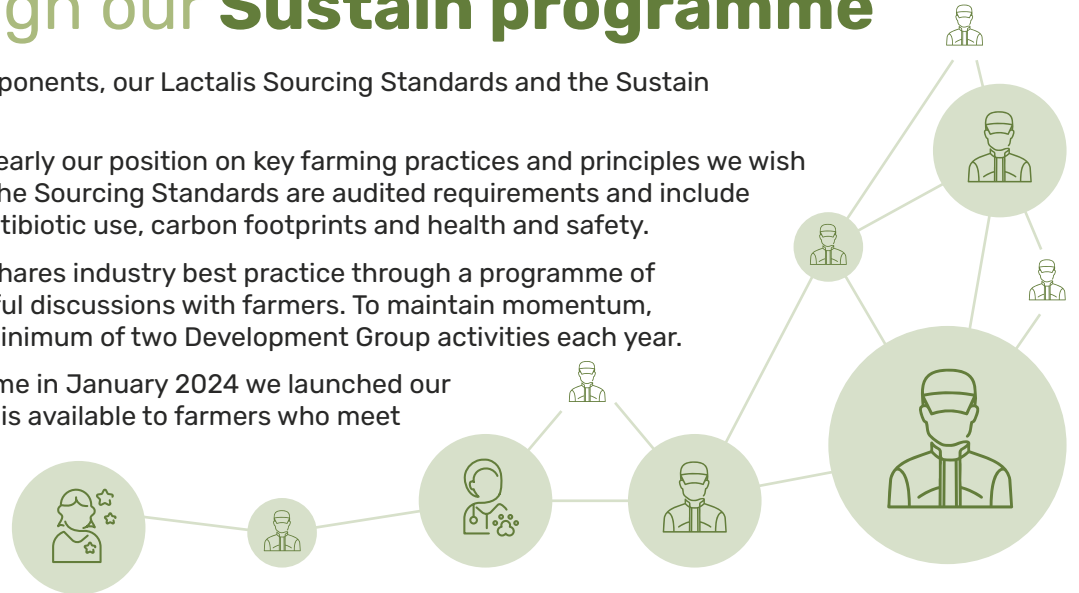 gh our Sustain programme
ponents, our Lactalis Sourcing Standards and the Sustain
early our position on key farming practices and principles we wish
he Sourcing Standards are audited requirements and include
tibiotic use, carbon footprints and health and safety.
hares industry best practice through a programme of
ful discussions with farmers. To maintain momentum,
inimum of two Development Group activities each year.
me in January 2024 we launched our
is available to farmers who meet